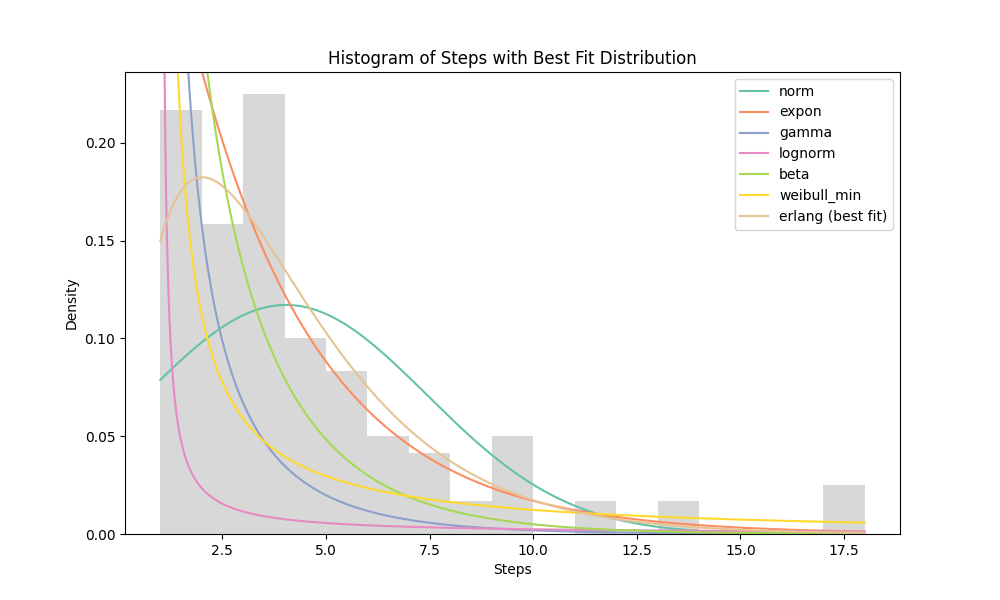 Histogram of Steps with Best Fit Distribution
norm
expon
gamma
lognorm
beta
weibull_min
erlang (best fit)
Density
0.20
0.15
0.10
0.05
0.00
2.5 5.0 7.5 10.0 12.5 15.0 17.5
Steps